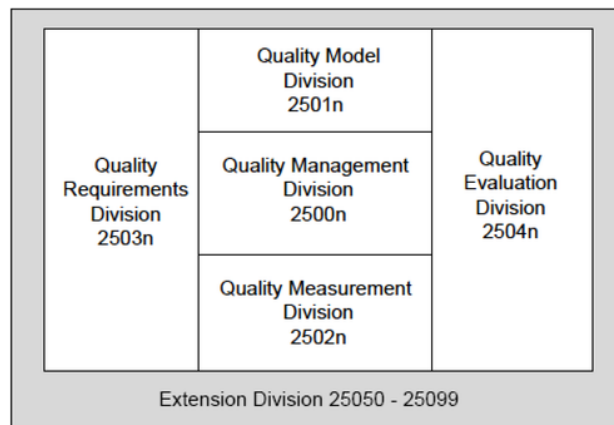 Quality Model
Division
2501n
Quality
Requirements
Division
2503n
Quality Management
Division
2500n
Quality
Evaluation
Division
2504n
Quality Measurement
Division
2502n
Extension Division 25050 - 25099